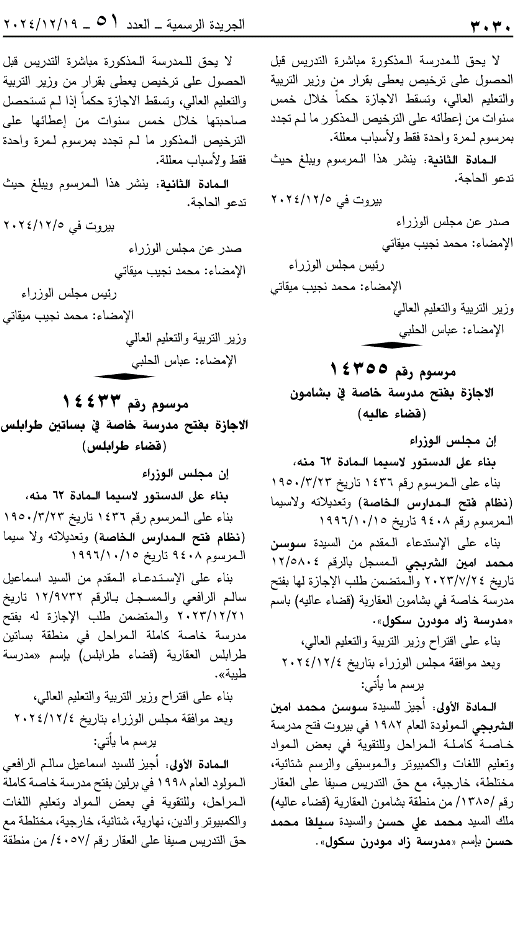 ٣٠٣٠
الجريدة الرسمية ــ العدد ٥١ ــ ٢٠٢٤/١٢/١٩
لا يحق للمدرسة المذكورة مباشرة التدريس قبل
الحصول على ترخيص يعطى بقرار من وزير التربية
والتعليم العالي، وتسقط الاجازة حكماً خلال خمس
سنوات من إعطائه على الترخيص المذكور ما لم تجدد
بمرسوم لمرة واحدة فقط ولأسباب معللة.
المادة الثانية: ينشر هذا المرسوم ويبلغ حيث
تدعو الحاجة.
بيروت في ٢٠٢٤/١٢/٥
صدر عن مجلس الوزراء
الإمضاء: محمد نجيب ميقاتي
رئيس مجلس الوزراء
الإمضاء: محمد نجيب ميقاتي
وزير التربية والتعليم العالي
الإمضاء: عباس الحلبي
مرسوم رقم ١٤٣٥٥
الاجازة بفتح مدرسة خاصة في بشامون
(قضاء عاليه)
إن مجلس الوزراء
بناء على الدستور لاسيما المادة ٦٢ منه،
بناء على المرسوم رقم ١٤٣٦ تاريخ ١٩٥٠/٣/٢٣
(نظام فتح المدارس الخاصة) وتعديلاته ولاسيما
المرسوم رقم ٩٤٠٨ تاريخ ١٩٩٦/١٠/١٥
بناء على الإستدعاء المقدم من السيدة سوسن
محمد امين الشربجي المسجل بالرقم ١٢/٥٨٠٤
تاريخ ٢٠٢٣/٧/٢٤ والمتضمن طلب الإجازة لها بفتح
مدرسة خاصة في بشامون العقارية (قضاء عاليه) باسم
«مدرسة زاد مودرن سكول».
بناء على إقتراح وزير التربية والتعليم العالي،
وبعد موافقة مجلس الوزراء بتاريخ ٢٠٢٤/١٢/٤
يرسم ما يأتي:
المادة الأولى: أجيز للسيدة سوسن محمد امين
الشربجي المولودة العام ١٩٨٢ في بيروت فتح مدرسة
خاصة كاملة المراحل وللتقوية في بعض المواد
وتعليم اللغات والكمبيوتر والموسيقى والرسم شتائية،
مختلطة، خارجية، مع حق التدريس صيفا على العقار
رقم /١٣٨٥/ من منطقة بشامون العقارية (قضاء عاليه)
ملك السيد محمد علي حسن والسيدة سيلفا محمد
حسن بإسم «مدرسة زاد مودرن سكول».
لا يحق للمدرسة المذكورة مباشرة التدريس قبل
الحصول على ترخيص يعطى بقرار من وزير التربية
والتعليم العالي، وتسقط الاجازة حكماً إذا لم تستحصل
صاحبتها خلال خمس سنوات من إعطائها على
الترخيص المذكور ما لم تجدد بمرسوم لمرة واحدة
فقط ولأسباب معللة.
المادة الثانية: ينشر هذا المرسوم ويبلغ حيث
تدعو الحاجة.
بيروت في ٢٠٢٤/١٢/٥
صدر عن مجلس الوزراء
الإمضاء: محمد نجيب ميقاتي
رئيس مجلس الوزراء
الإمضاء: محمد نجيب ميقاتي
وزير التربية والتعليم العالي
الإمضاء: عباس الحلبي
مرسوم رقم ١٤٤٣٣
الاجازة بفتح مدرسة خاصة في بساتين طرابلس
(قضاء طرابلس)
إن مجلس الوزراء
بناء على الدستور لاسيما المادة ٦٢ منه،
بناء على المرسوم رقم ١٤٣٦ تاريخ ١٩٥٠/٣/٢٣
(نظام فتح المدارس الخاصة) وتعديلاته ولا سيما
المرسوم ٩٤٠٨ تاريخ ١٩٩٦/١٠/١٥
بناء على الإستدعاء المقدم من السيد اسماعيل
سالم الرافعي والمسجل بالرقم ١٢/٩٧٣٢ تاريخ
٢٠٢٣/١٢/٢١ والمتضمن طلب الإجازة له بفتح
مدرسة خاصة كاملة المراحل في منطقة بساتين
طرابلس العقارية (قضاء طرابلس) بإسم «مدرسة
طيبة».
بناء على اقتراح وزير التربية والتعليم العالي،
وبعد موافقة مجلس الوزراء بتاريخ ٢٠٢٤/١٢/٤
يرسم ما يأتي:
المادة الأولى: أجيز للسيد اسماعيل سالم الرافعي
المولود العام ١٩٩٨ في برلين بفتح مدرسة خاصة كاملة
المراحل، وللتقوية في بعض المواد وتعليم اللغات
والكمبيوتر والدين، نهارية، شتائية، خارجية، مختلطة مع
حق التدريس صيفا على العقار رقم /٤٠٥٧/ من منطقة